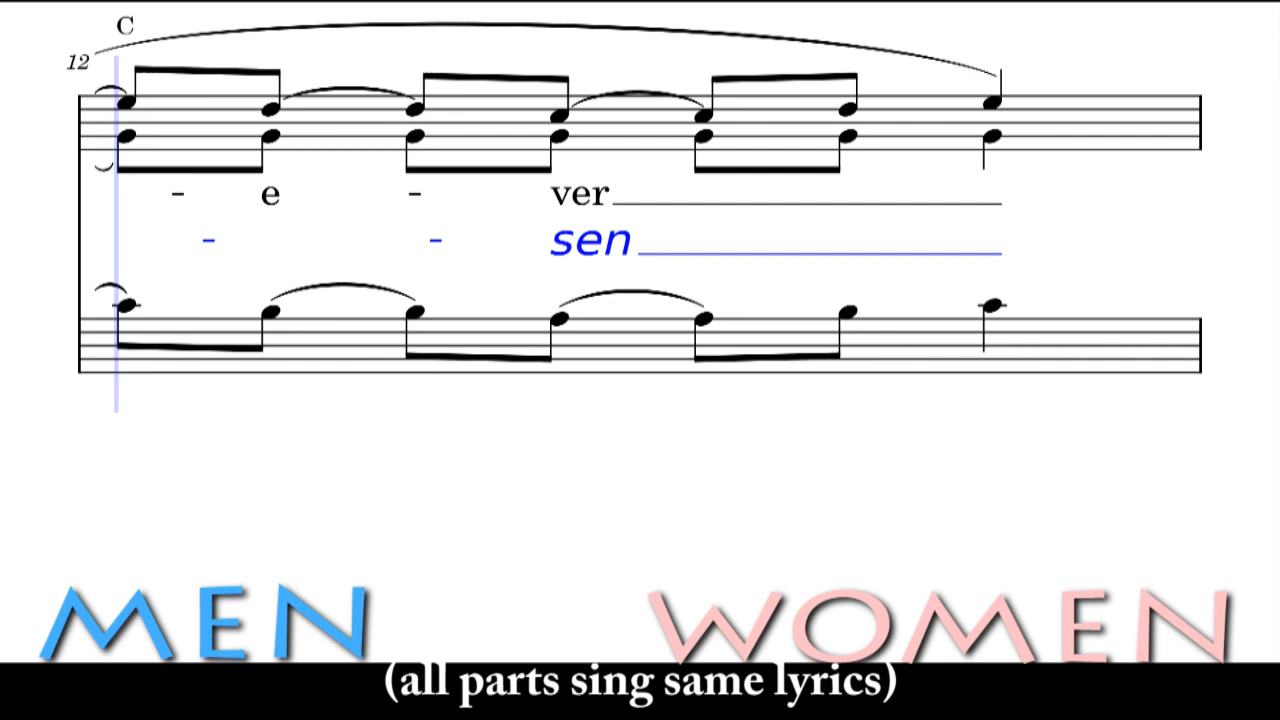 C
12
- e - ver
- - sen
MEN WOMEN
(all parts sing same lyrics)